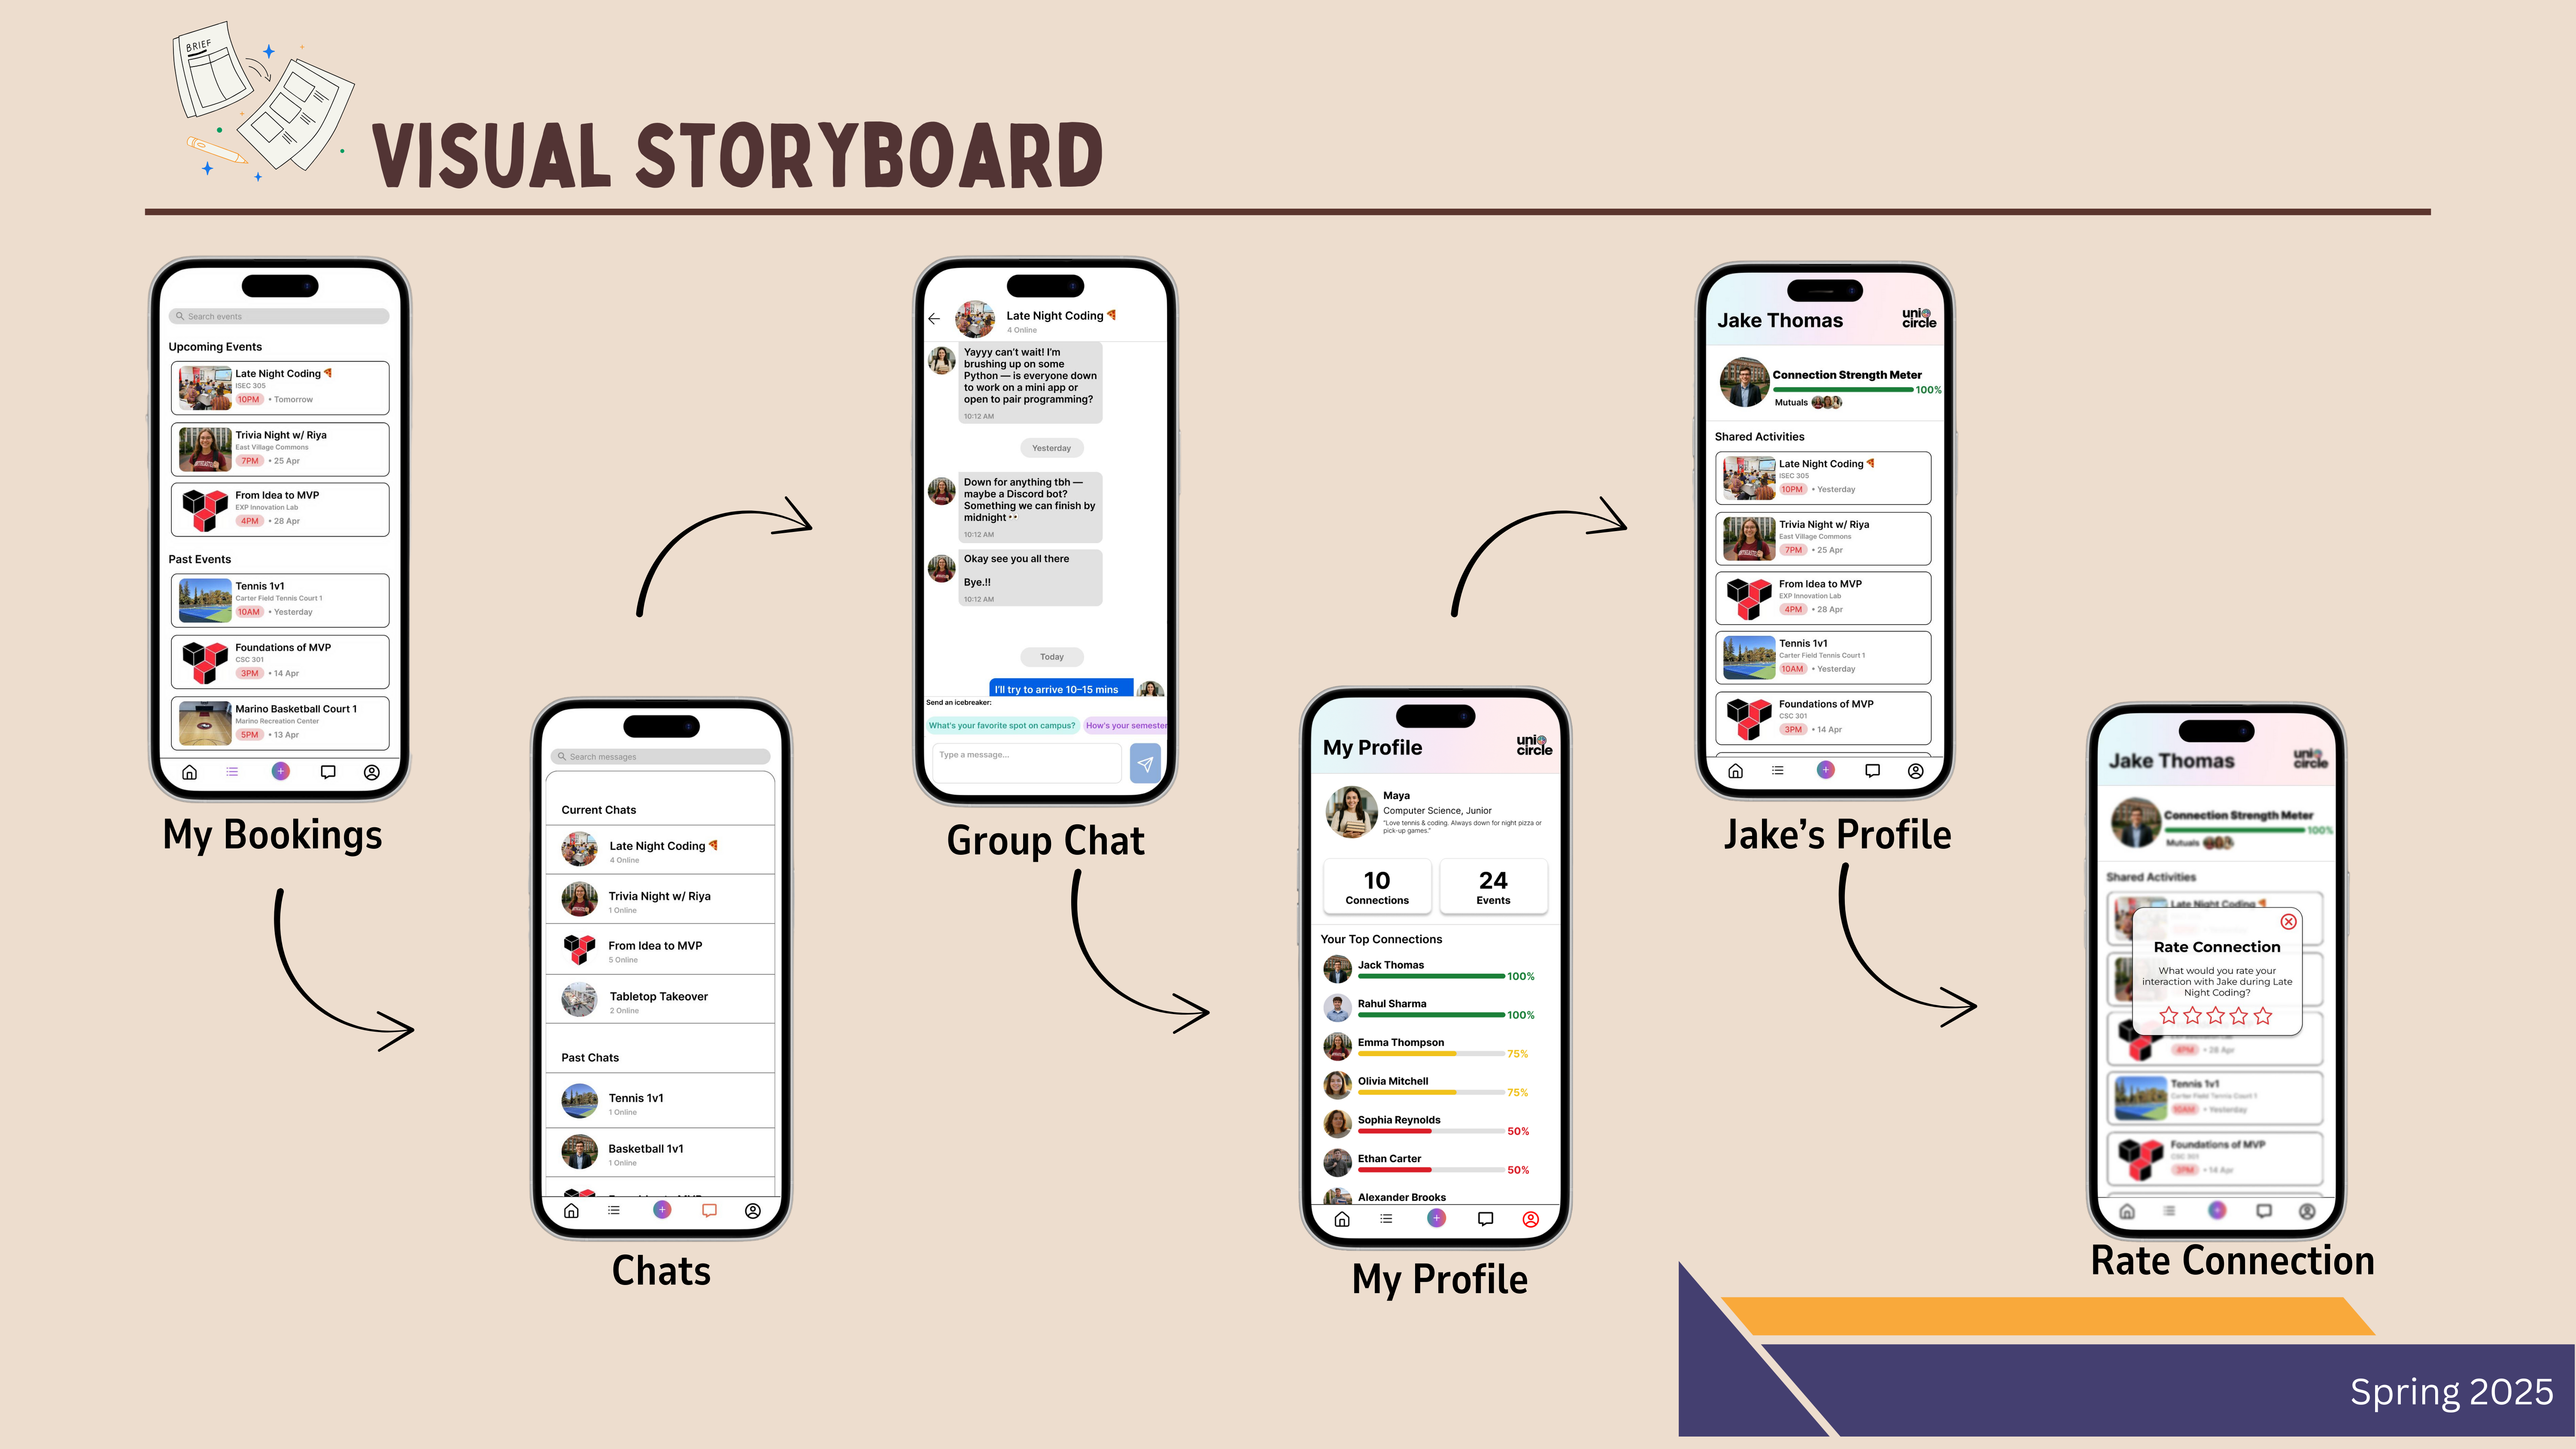 BRIEF
VISUAL STORYBOARD
Search events
Upcoming Events
Late Night Coding 🍕
ISEC 305
10PM • Tomorrow
Trivia Night w/ Riya
East Village Commons
7PM • 25 Apr
From Idea to MVP
EXP Innovation Lab
4PM • 28 Apr
Past Events
Tennis 1v1
Carter Field Tennis Court 1
10AM • Yesterday
Foundations of MVP
CSC 301
3PM • 14 Apr
Marino Basketball Court 1
Marino Recreation Center
5PM • 13 Apr
My Bookings
Search messages
Current Chats
Late Night Coding 🍕
4 Online
Trivia Night w/ Riya
1 Online
From Idea to MVP
5 Online
Tabletop Takeover
2 Online
Past Chats
Tennis 1v1
1 Online
Basketball 1v1
1 Online
Chats
Late Night Coding 🍕
4 Online
Yayyy can't wait! I'm
brushing up on some
Python — is everyone down
to work on a mini app or
open to pair programming?
10:12 AM
Yesterday
Down for anything tbh —
maybe a Discord bot?
Something we can finish by
midnight 👀
10:12 AM
Okay see you all there
Bye.!!
10:12 AM
Today
I'll try to arrive 10–15 mins
Send an icebreaker:
What's your favorite spot on campus? How's your semester
Type a message...
Group Chat
My Profile
uni
circle
Maya
Computer Science, Junior
"Love tennis & coding. Always down for night pizza or
pick-up games."
10
Connections
24
Events
Your Top Connections
Jack Thomas
100%
Rahul Sharma
100%
Emma Thompson
75%
Olivia Mitchell
75%
Sophia Reynolds
50%
Ethan Carter
50%
Alexander Brooks
My Profile
Jake Thomas
uni
circle
Connection Strength Meter
100%
Mutuals
Shared Activities
Late Night Coding 🍕
ISEC 305
10PM • Yesterday
Trivia Night w/ Riya
East Village Commons
7PM • 25 Apr
From Idea to MVP
EXP Innovation Lab
4PM • 28 Apr
Tennis 1v1
Carter Field Tennis Court 1
10AM • Yesterday
Foundations of MVP
CSC 301
3PM • 14 Apr
Jake's Profile
Jake Thomas
uni
circle
Connection Strength Meter
100%
Mutuals
Shared Activities
Late Night Coding 🍕
Rate Connection
What would you rate your
interaction with Jake during Late
Night Coding?
4PM • 28 Apr
Tennis 1v1
Carter Field Tennis Court 1
10AM • Yesterday
Foundations of MVP
CSC 301
3PM • 14 Apr
Rate Connection
Spring 2025